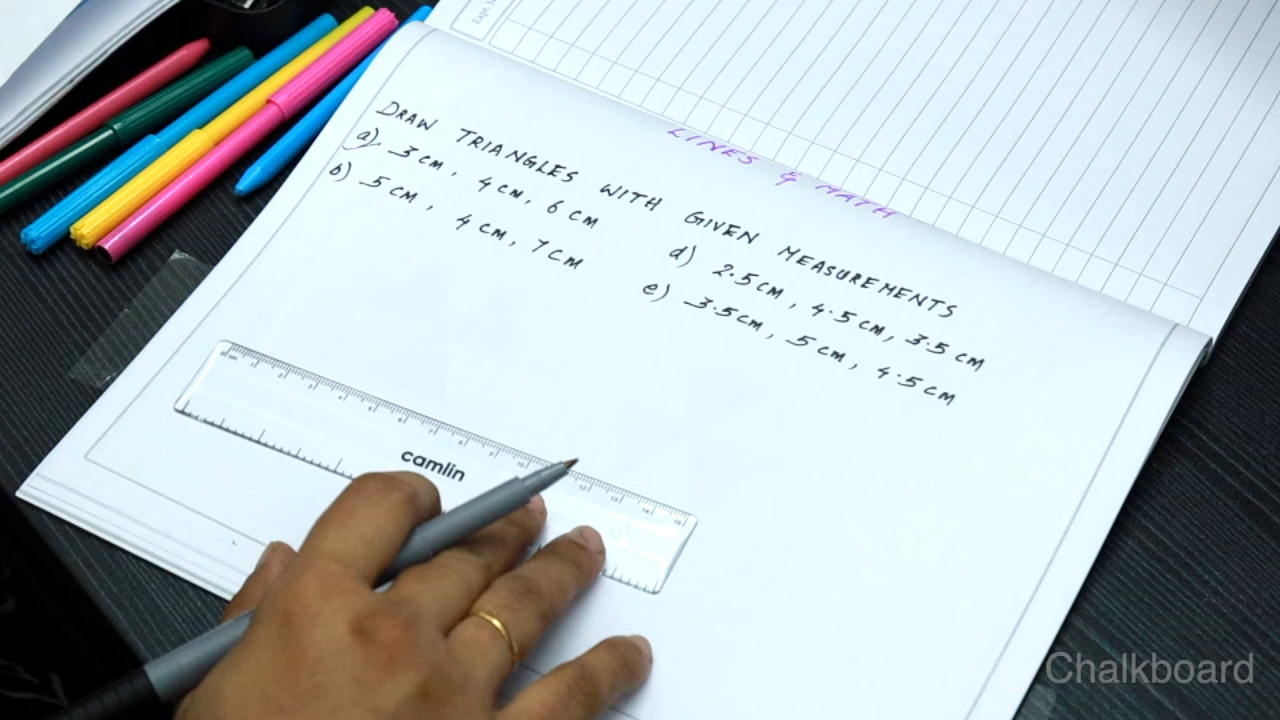 LINES & MATH
DRAW TRIANGLES WITH GIVEN MEASUREMENTS
a) 3 CM, 4 CM, 6 CM
b) 5 CM, 4 CM, 7 CM
d) 2.5 CM, 4.5 CM, 3.5 CM
e) 3.5 CM, 5 CM, 4.5 CM
camlin
Chalkboard